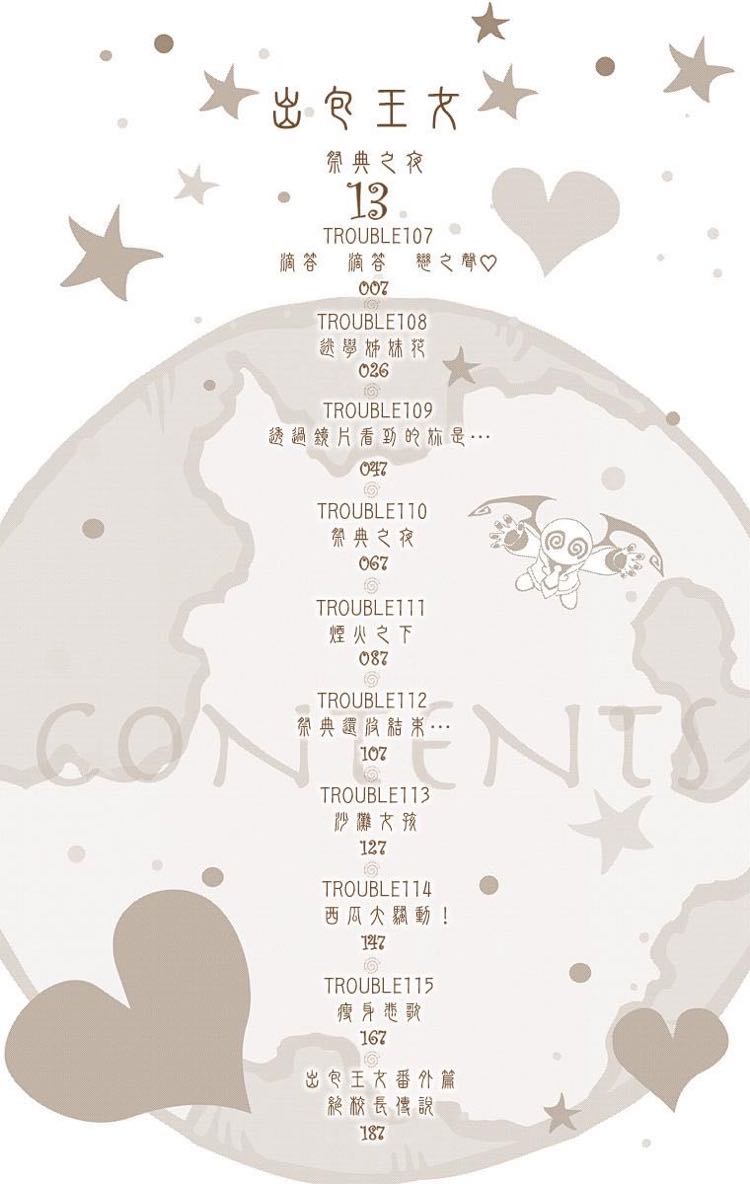 出包王女
祭典之夜
13
TROUBLE107
滴答 滴答 戀之聲♡
007
TROUBLE108
逃學姊妹花
026
TROUBLE109
透過鏡片看到的妳是…
047
TROUBLE110
祭典之夜
067
TROUBLE111
煙火之下
087
TROUBLE112
祭典還沒結束…
107
CONTENTS
TROUBLE113
沙灘女孩
127
TROUBLE114
西瓜大騷動！
147
TROUBLE115
瘦身悲歌
167
出包王女番外篇
絕校長傳說
187